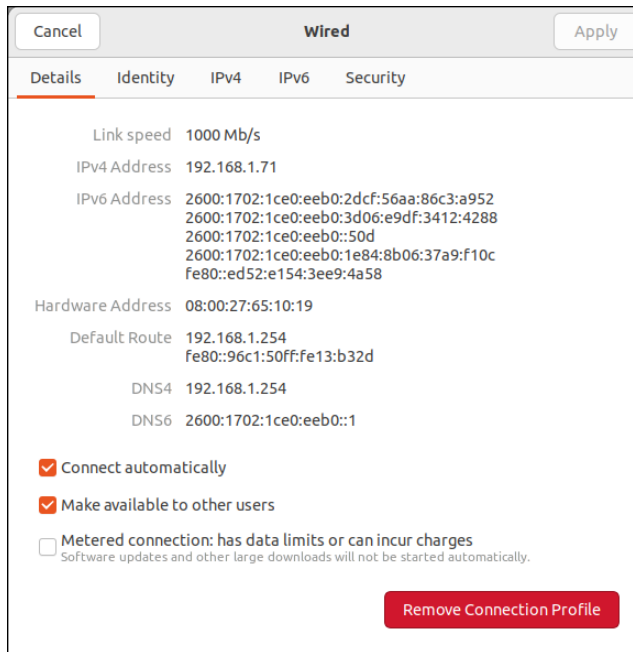 Cancel Wired Apply
Details Identity IPv4 IPv6 Security
Link speed 1000 Mb/s
IPv4 Address 192.168.1.71
IPv6 Address 2600:1702:1ce0:eeb0:2dcf:56aa:86c3:a952
2600:1702:1ce0:eeb0:3d06:e9df:3412:4288
2600:1702:1ce0:eeb0::50d
2600:1702:1ce0:eeb0:1e84:8b06:37a9:f10c
fe80::ed52:e154:3ee9:4a58
Hardware Address 08:00:27:65:10:19
Default Route 192.168.1.254
fe80::96c1:50ff:fe13:b32d
DNS4 192.168.1.254
DNS6 2600:1702:1ce0:eeb0::1
Connect automatically
Make available to other users
Metered connection: has data limits or can incur charges
Software updates and other large downloads will not be started automatically.
Remove Connection Profile